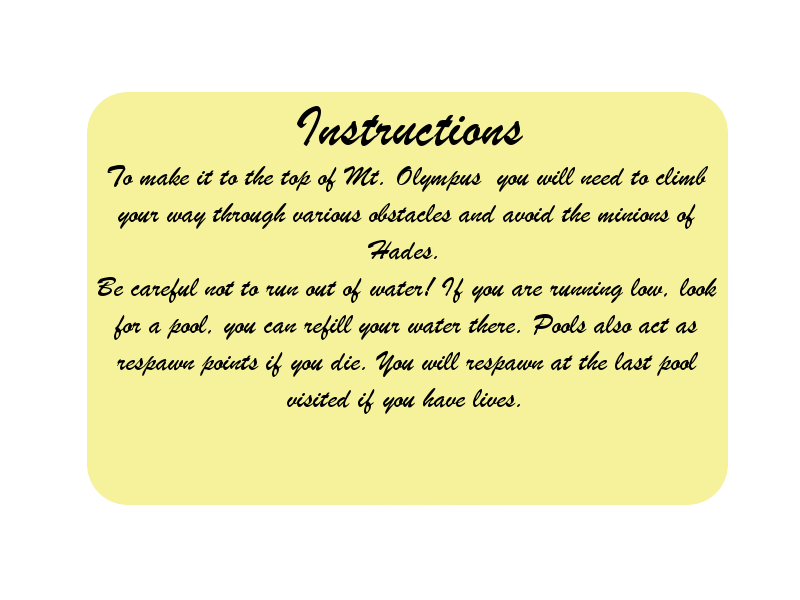 Instructions
To make it to the top of Mt. Olympus  you will need to climb
your way through various obstacles and avoid the minions of
Hades.
Be careful not to run out of water! If you are running low, look
for a pool, you can refill your water there. Pools also act as
respawn points if you die. You will respawn at the last pool
visited if you have lives.